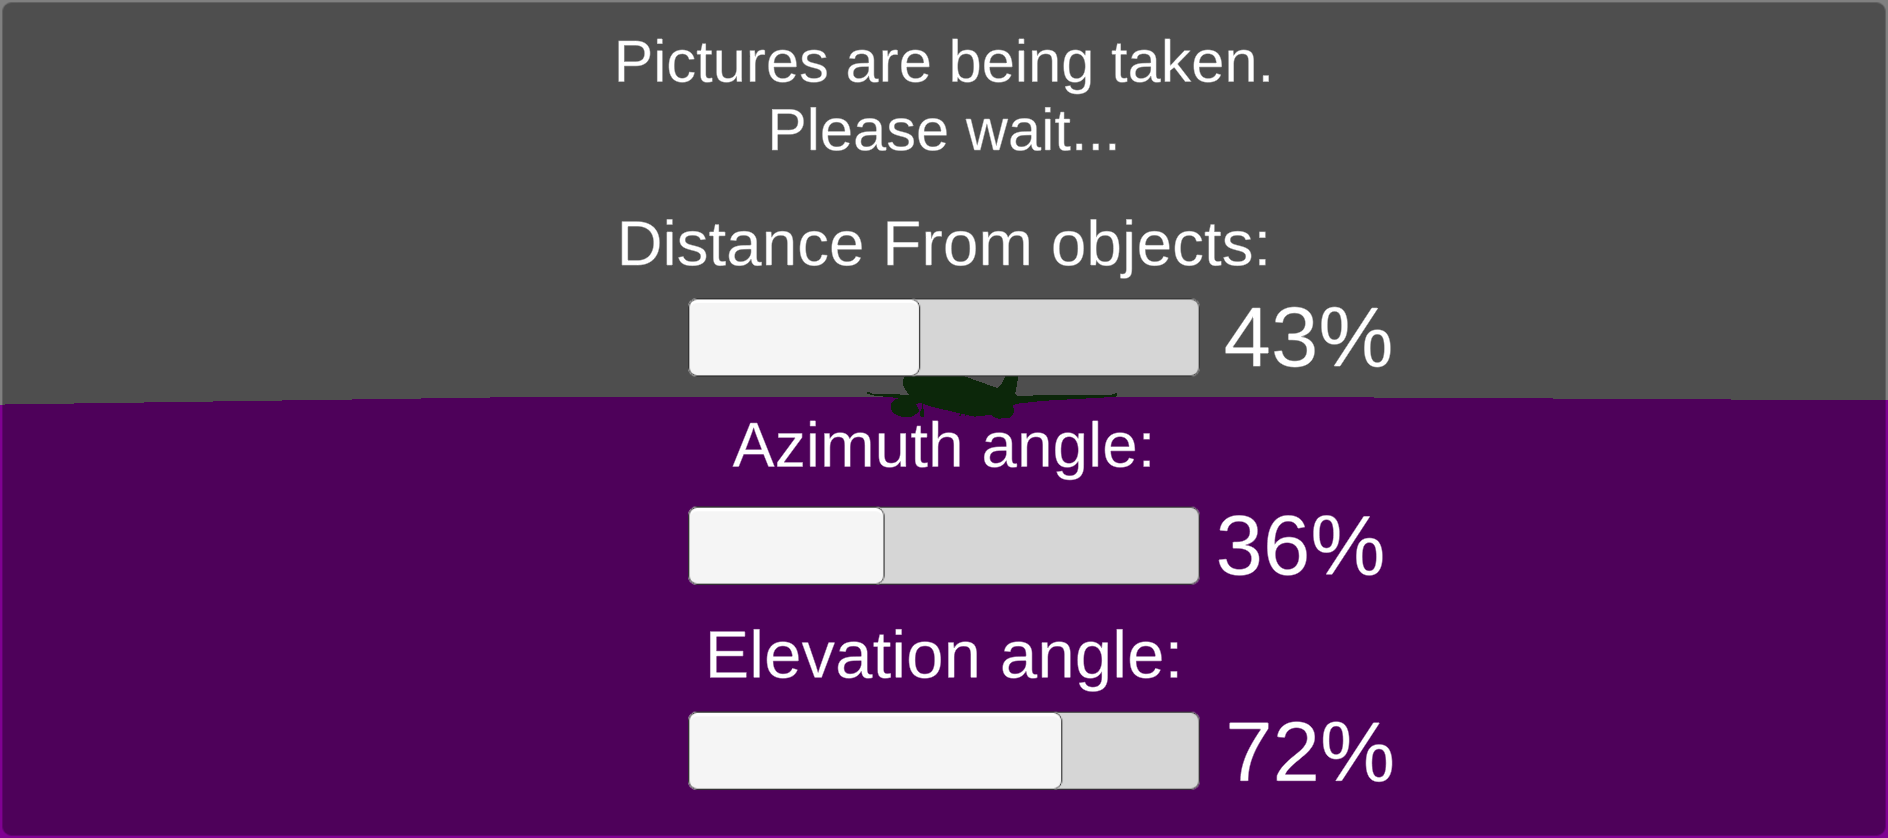 Pictures are being taken.
Please wait...
Distance From objects:
43%
Azimuth angle:
36%
Elevation angle:
72%